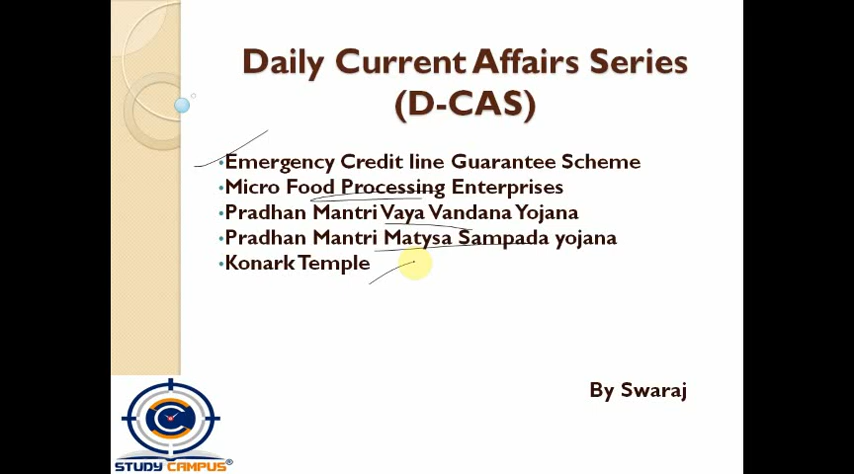 Daily Current Affairs Series
(D-CAS)
•Emergency Credit line Guarantee Scheme
•Micro Food Processing Enterprises
•Pradhan Mantri Vaya Vandana Yojana
•Pradhan Mantri Matysa Sampada yojana
•Konark Temple
By Swaraj
STUDY CAMPUS®